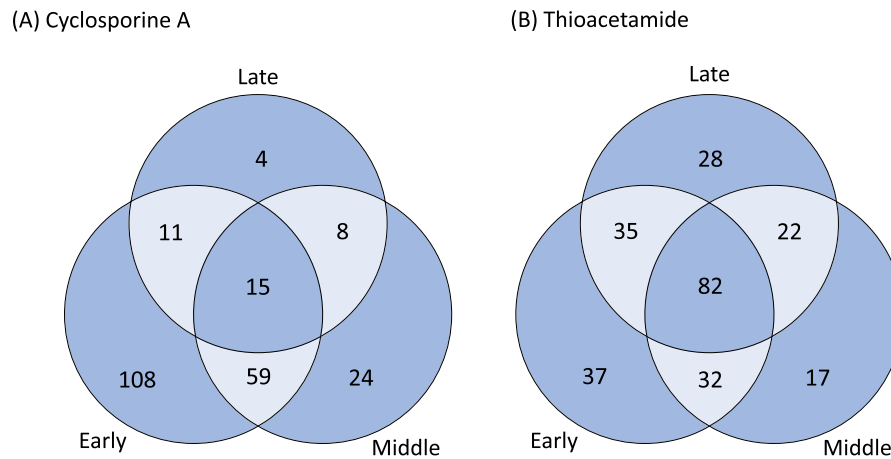 (A) Cyclosporine A
Late
4
11
8
15
108
59
24
Early
Middle
(B) Thioacetamide
Late
28
35
22
82
37
32
17
Early
Middle